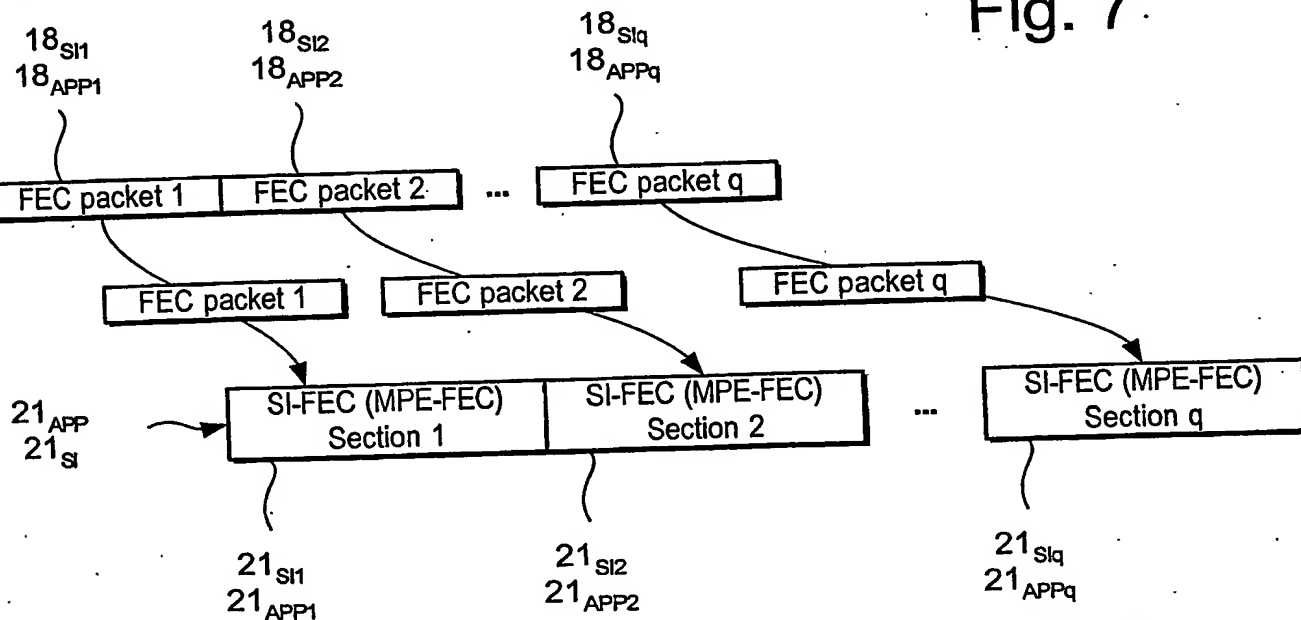 Fig. 7
18SI1
18APP1
18SI2
18APP2
18SIq
18APPq
FEC packet 1
FEC packet 2
...
FEC packet q
FEC packet 1
FEC packet 2
FEC packet q
21APP
21SI
SI-FEC (MPE-FEC)
Section 1
SI-FEC (MPE-FEC)
Section 2
...
SI-FEC (MPE-FEC)
Section q
21SI1
21APP1
21SI2
21APP2
21SIq
21APPq